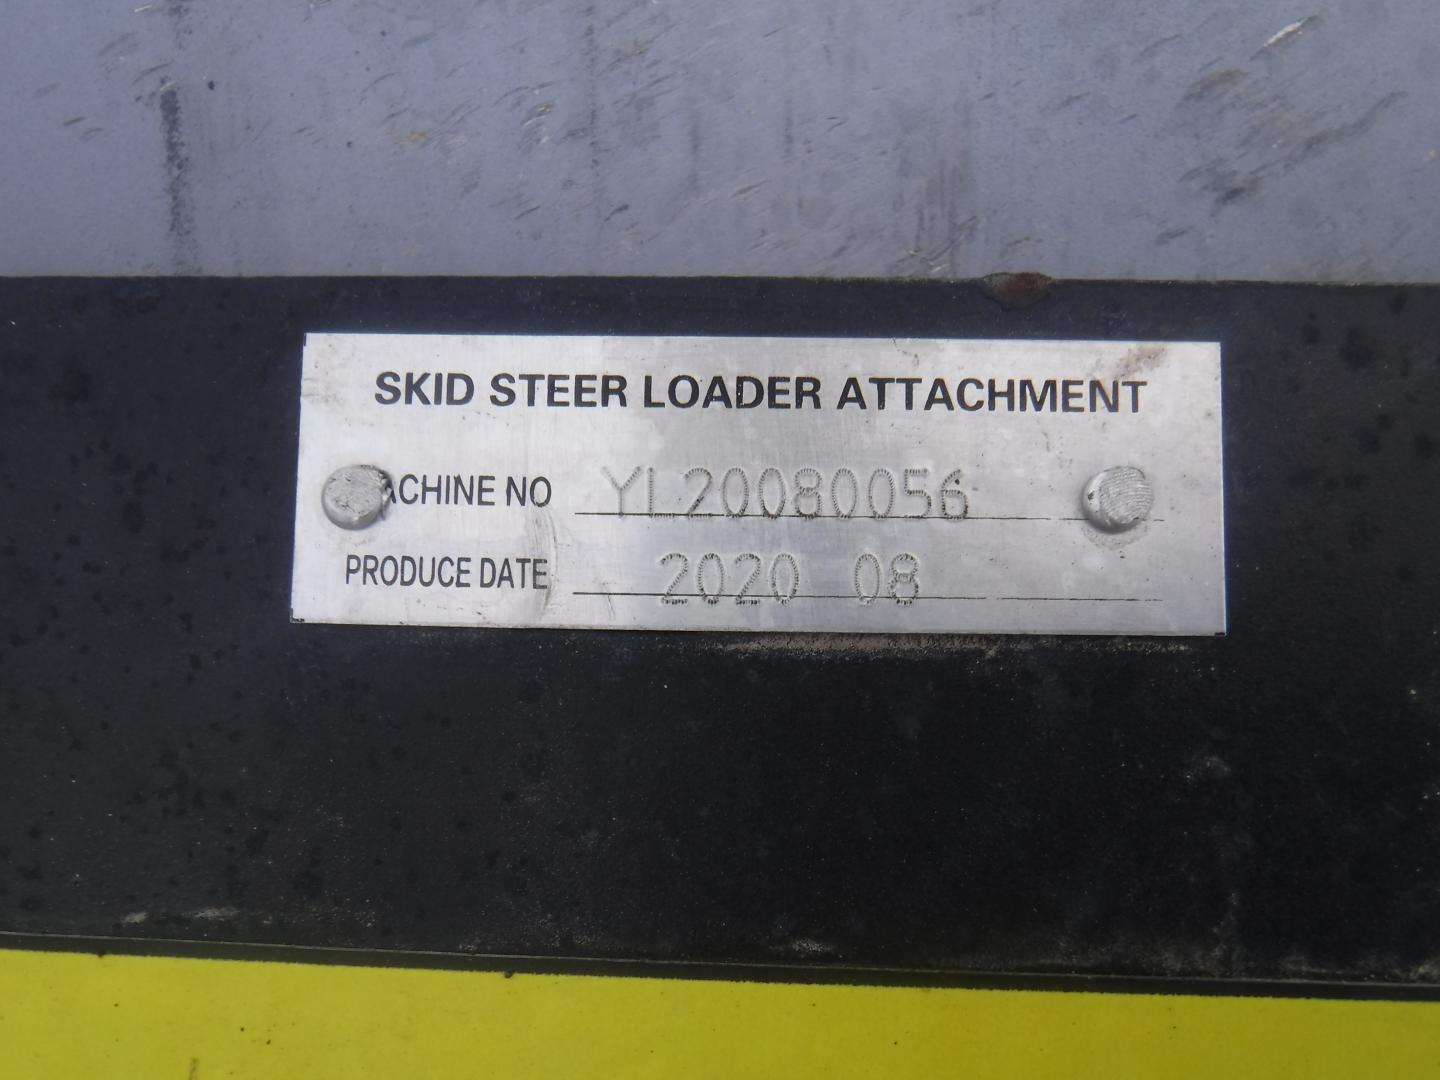 SKID STEER LOADER ATTACHMENT
ACHINE NO YL20080056
PRODUCE DATE 2020 08